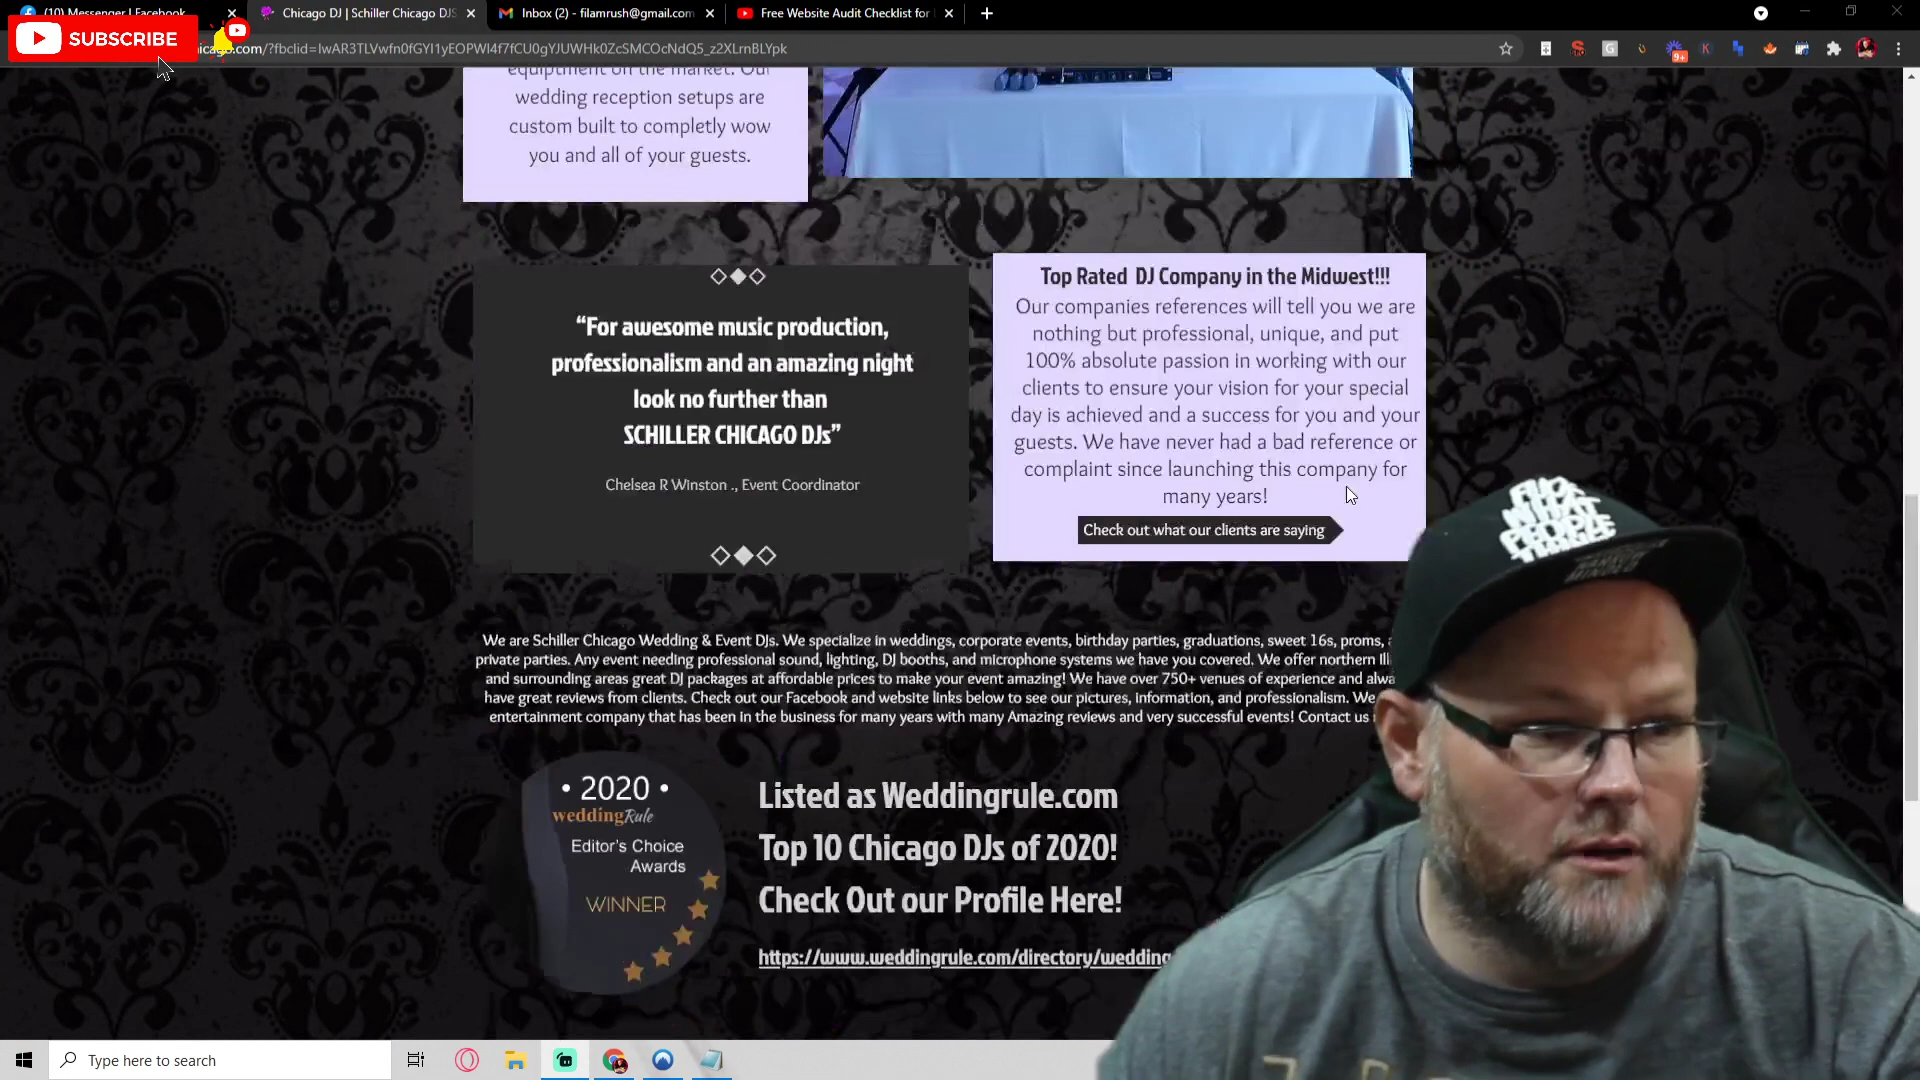 (10) Messenger | Facebook
Chicago DJ | Schiller Chicago DJS
Inbox (2) - filamrush@gmail.com
Free Website Audit Checklist for
SUBSCRIBE
9+
equiptment on the market. Our
wedding reception setups are
custom built to completly wow
you and all of your guests.
“For awesome music production,
professionalism and an amazing night
look no further than
SCHILLER CHICAGO DJs”
Chelsea R Winston ., Event Coordinator
Top Rated DJ Company in the Midwest!!!
Our companies references will tell you we are
nothing but professional, unique, and put
100% absolute passion in working with our
clients to ensure your vision for your special
day is achieved and a success for you and your
guests. We have never had a bad reference or
complaint since launching this company for
many years!
Check out what our clients are saying
We are Schiller Chicago Wedding & Event DJs. We specialize in weddings, corporate events, birthday parties, graduations, sweet 16s, proms,
private parties. Any event needing professional sound, lighting, DJ booths, and microphone systems we have you covered. We offer northern
and surrounding areas great DJ packages at affordable prices to make your event amazing! We have over 750+ venues of experience and
have great reviews from clients. Check out our Facebook and website links below to see our pictures, information, and professionalism. We
entertainment company that has been in the business for many years with many Amazing reviews and very successful events! Contact us
• 2020 •
weddingRule
Editor's Choice
Awards
WINNER
Listed as Weddingrule.com
Top 10 Chicago DJs of 2020!
Check Out our Profile Here!
https://www.weddingrule.com/directory/wedding
Type here to search